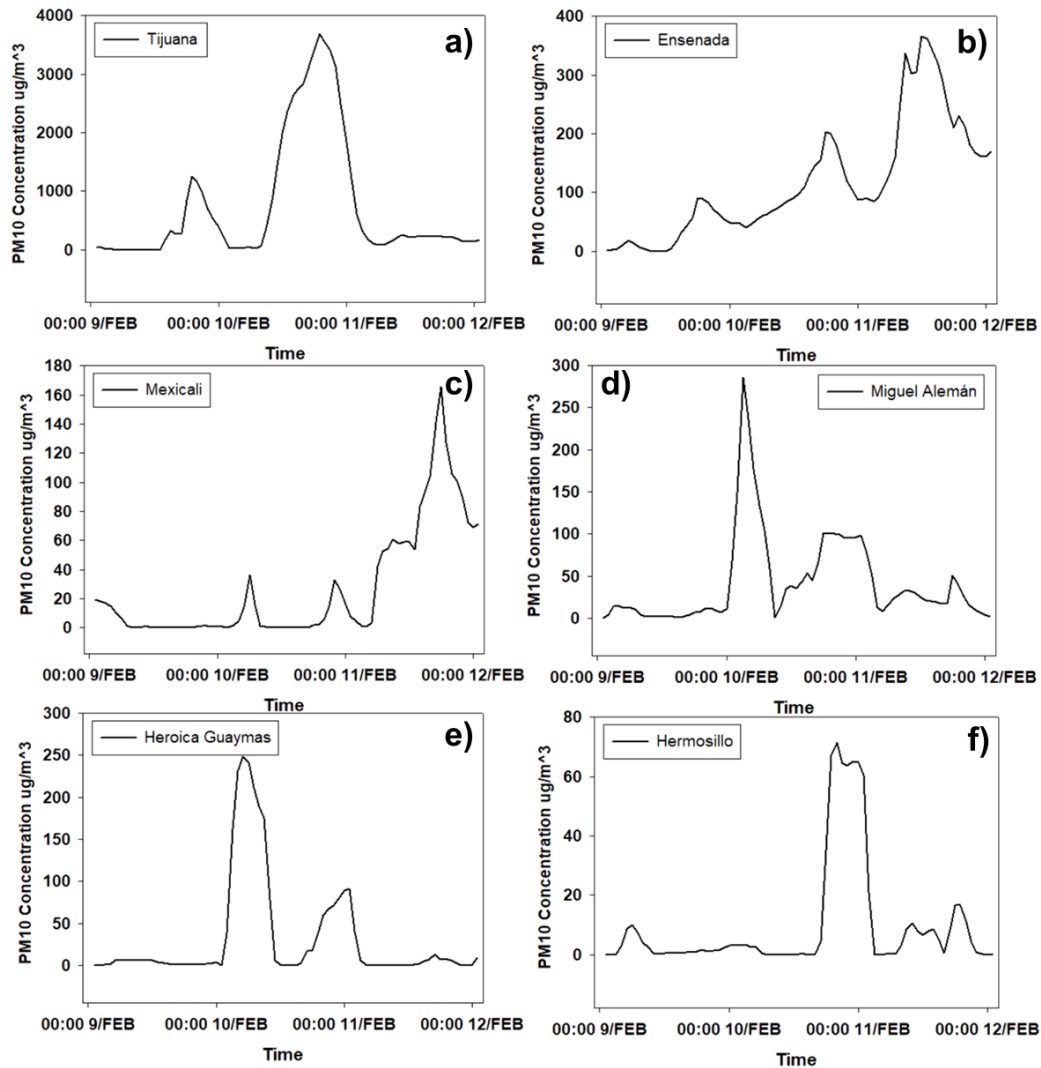 4000
3000
2000
1000
0
PM10 Concentration ug/m^3
Tijuana
a)
00:00 9/FEB 00:00 10/FEB 00:00 11/FEB 00:00 12/FEB
Time
400
300
200
100
0
PM10 Concentration ug/m^3
Ensenada
b)
00:00 9/FEB 00:00 10/FEB 00:00 11/FEB 00:00 12/FEB
Time
180
160
140
120
100
80
60
40
20
0
PM10 Concentration ug/m^3
Mexicali
c)
00:00 9/FEB 00:00 10/FEB 00:00 11/FEB 00:00 12/FEB
Time
300
250
200
150
100
50
0
PM10 Concentration ug/m^3
d)
Miguel Alemán
00:00 9/FEB 00:00 10/FEB 00:00 11/FEB 00:00 12/FEB
Time
300
250
200
150
100
50
0
PM10 Concentration ug/m^3
Heroica Guaymas
e)
00:00 9/FEB 00:00 10/FEB 00:00 11/FEB 00:00 12/FEB
Time
80
60
40
20
0
PM10 Concentration ug/m^3
Hermosillo
f)
00:00 9/FEB 00:00 10/FEB 00:00 11/FEB 00:00 12/FEB
Time